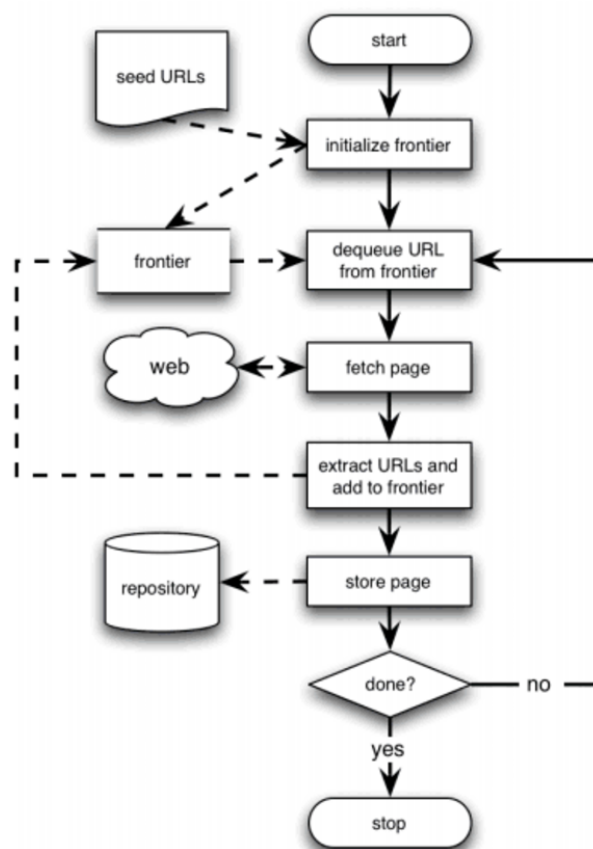 start
seed URLs
initialize frontier
frontier
dequeue URL
from frontier
web
fetch page
extract URLs and
add to frontier
repository
store page
done?
no
yes
stop